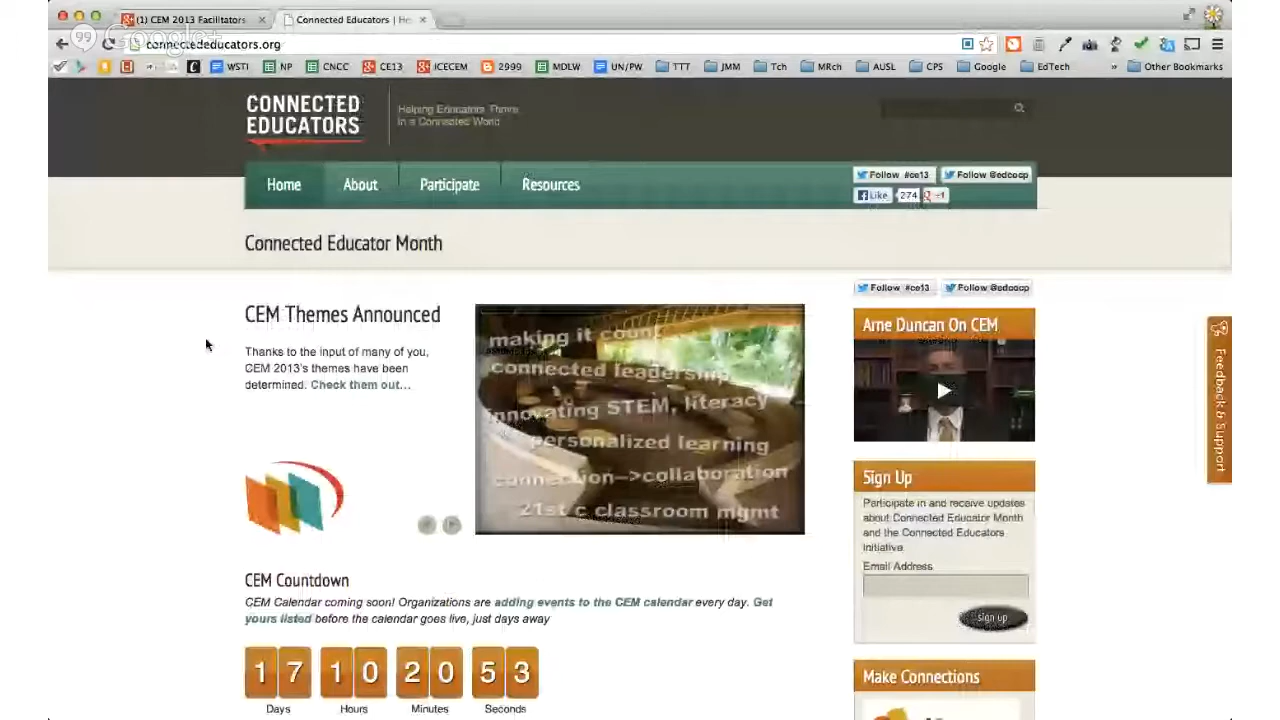 (1) CEM 2013 Facilitators
Connected Educators | He
Google+
connectededucators.org
WSTI NP CNCC CE13 ICECEM 2999 MDLW UN/PW TTT JMM Tch MRch AUSL CPS Google EdTech » Other Bookmarks
CONNECTED
EDUCATORS
Helping Educators Thrive
in a Connected World
Home About Participate Resources
Follow #ce13 Follow @edcocp
Like 274 +1
Connected Educator Month
Follow #ce13 Follow @edcocp
CEM Themes Announced
Thanks to the input of many of you,
CEM 2013's themes have been
determined. Check them out...
making it count
connected leadership
innovating STEM, literacy
personalized learning
connection-->collaboration
21st c classroom mgmt
Arne Duncan On CEM
Feedback & Support
Sign Up
Participate in and receive updates
about Connected Educator Month
and the Connected Educators
initiative
Email Address
sign up
CEM Countdown
CEM Calendar coming soon! Organizations are adding events to the CEM calendar every day. Get
yours listed before the calendar goes live, just days away
17 10 20 53
Days Hours Minutes Seconds
Make Connections